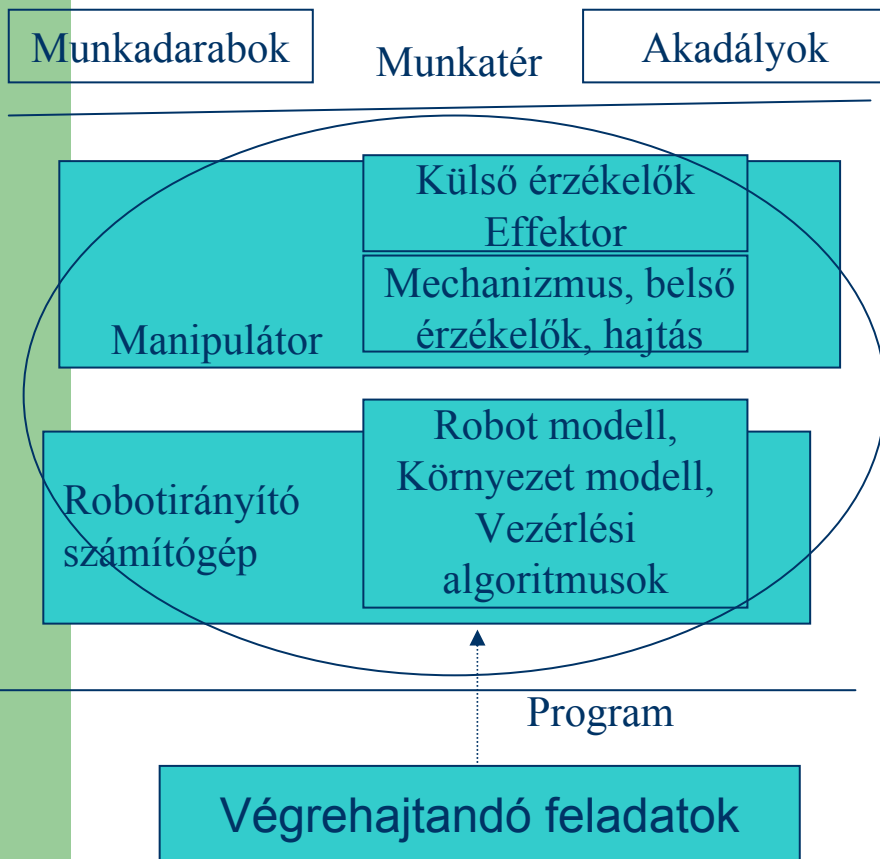 Munkadarabok
Munkatér
Akadályok
Külső érzékelők
Effektor
Mechanizmus, belső
érzékelők, hajtás
Manipulátor
Robot modell,
Környezet modell,
Vezérlési
algoritmusok
Robotirányító
számítógép
Program
Végrehajtandó feladatok